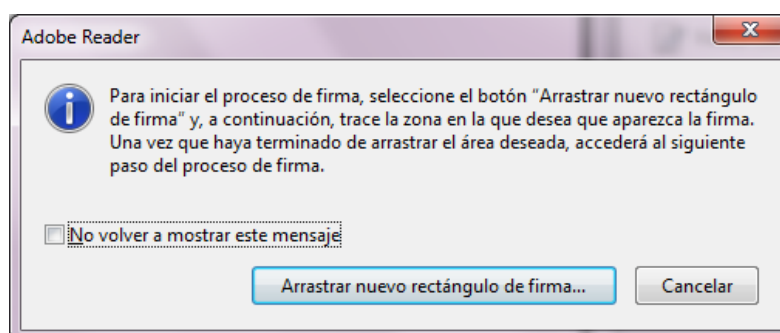 Adobe Reader
Para iniciar el proceso de firma, seleccione el botón "Arrastrar nuevo rectángulo
de firma" y, a continuación, trace la zona en la que desea que aparezca la firma.
Una vez que haya terminado de arrastrar el área deseada, accederá al siguiente
paso del proceso de firma.
No volver a mostrar este mensaje
Arrastrar nuevo rectángulo de firma... Cancelar